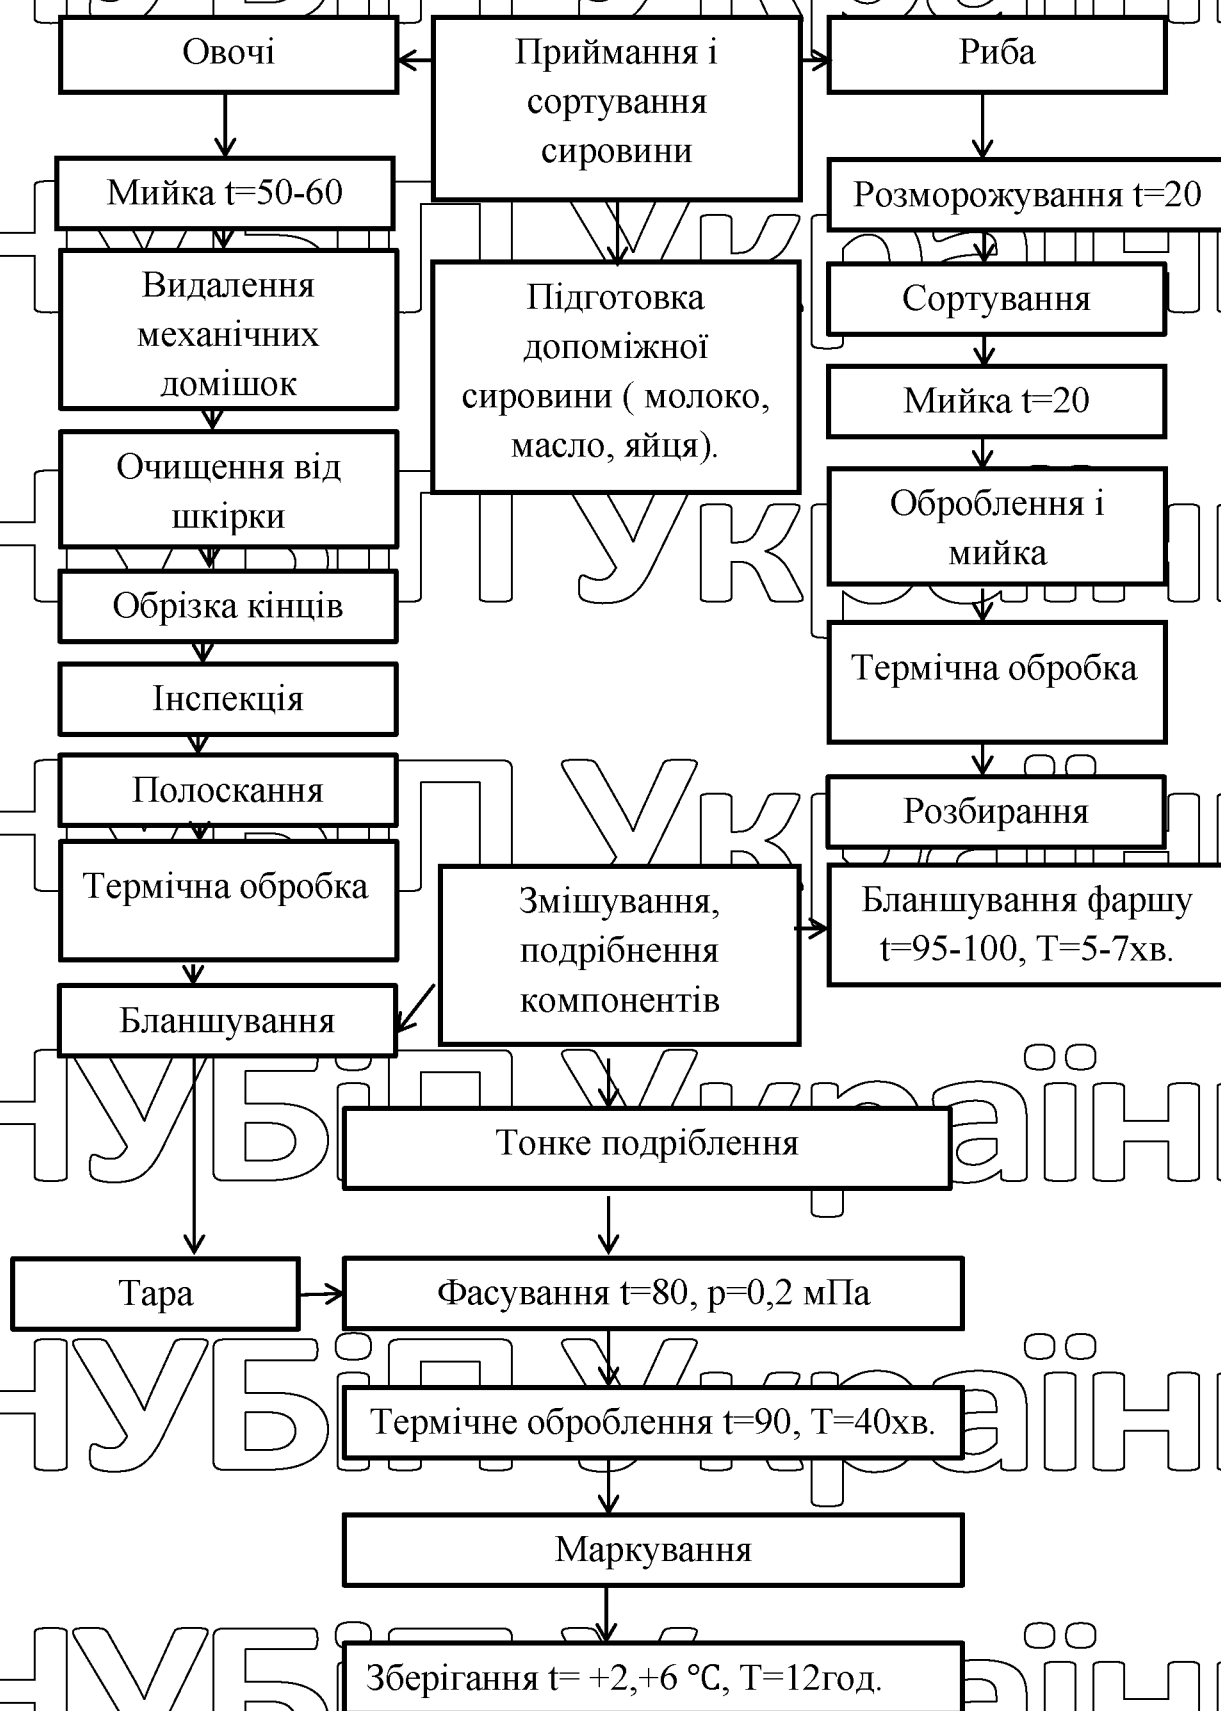 Овочі
Приймання і
сортування
сировини
Риба
Мийка t=50-60
Видалення
механічних
домішок
Очищення від
шкірки
Обрізка кінців
Інспекція
Полоскання
Термічна обробка
Бланшування
Підготовка
допоміжної
сировини ( молоко,
масло, яйця).
Розморожування t=20
Сортування
Мийка t=20
Оброблення і
мийка
Термічна обробка
Розбирання
Змішування,
подрібнення
компонентів
Бланшування фаршу
t=95-100, Т=5-7хв.
Тонке подріблення
Тара
Фасування t=80, р=0,2 мПа
Термічне оброблення t=90, Т=40хв.
Маркування
Зберігання t= +2,+6 ℃, Т=12год.